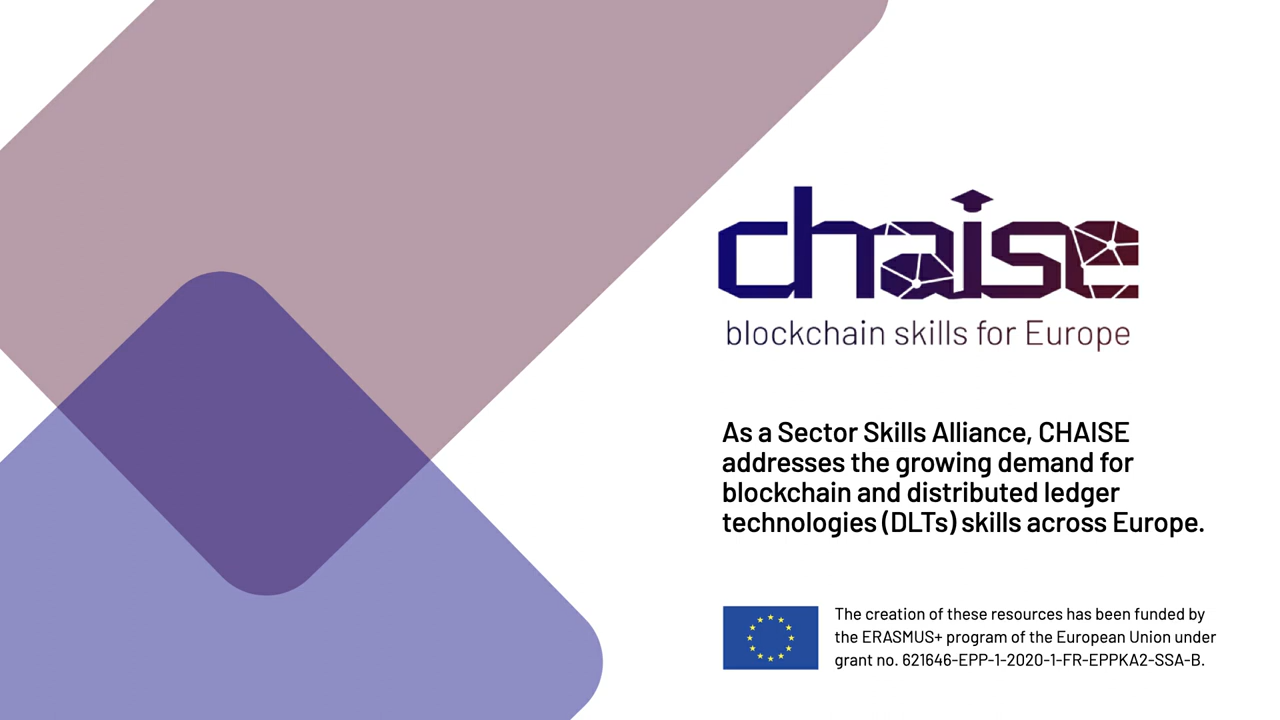 chaise
blockchain skills for Europe
As a Sector Skills Alliance, CHAISE
addresses the growing demand for
blockchain and distributed ledger
technologies (DLTs) skills across Europe.
The creation of these resources has been funded by
the ERASMUS+ program of the European Union under
grant no. 621646-EPP-1-2020-1-FR-EPPKA2-SSA-B.